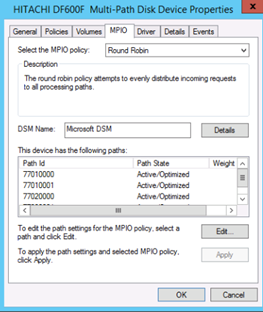 HITACHI DF600F Multi-Path Disk Device Properties
General Policies Volumes MPIO Driver Details Events
Select the MPIO policy: Round Robin
Description
The round robin policy attempts to evenly distribute incoming requests
to all processing paths.
DSM Name: Microsoft DSM Details
This device has the following paths:
Path Id Path State Weight
77010000 Active/Optimized
77010001 Active/Optimized
77020000 Active/Optimized
To edit the path settings for the MPIO policy, select a
path and click Edit. Edit...
To apply the path settings and selected MPIO policy,
click Apply. Apply
OK Cancel